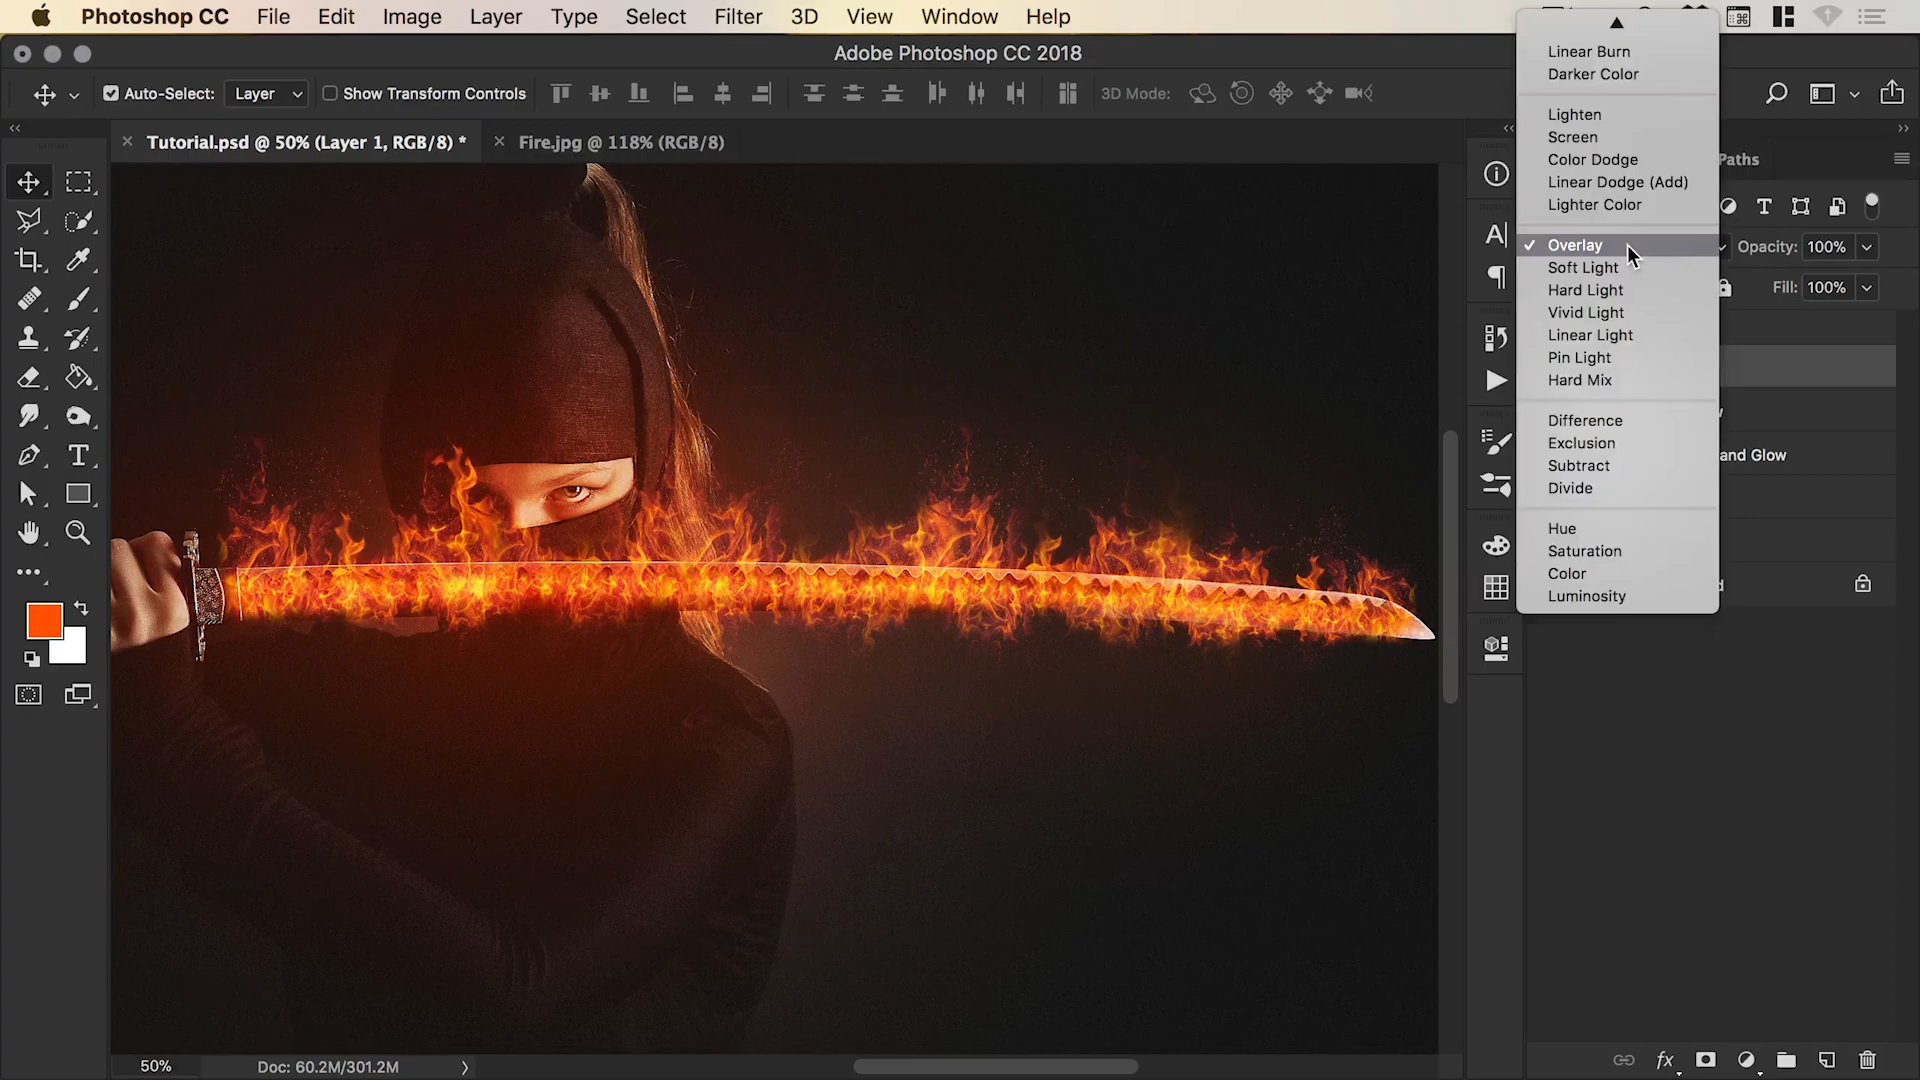 Photoshop CC File Edit Image Layer Type Select Filter 3D View Window Help
Adobe Photoshop CC 2018
Auto-Select: Layer Show Transform Controls 3D Mode:
Tutorial.psd @ 50% (Layer 1, RGB/8) * Fire.jpg @ 118% (RGB/8)
Linear Burn
Darker Color
Lighten
Screen
Color Dodge
Linear Dodge (Add)
Lighter Color
Overlay
Soft Light
Hard Light
Vivid Light
Linear Light
Pin Light
Hard Mix
Difference
Exclusion
Subtract
Divide
Hue
Saturation
Color
Luminosity
Paths
Opacity: 100%
Fill: 100%
and Glow
50% Doc: 60.2M/301.2M
fx